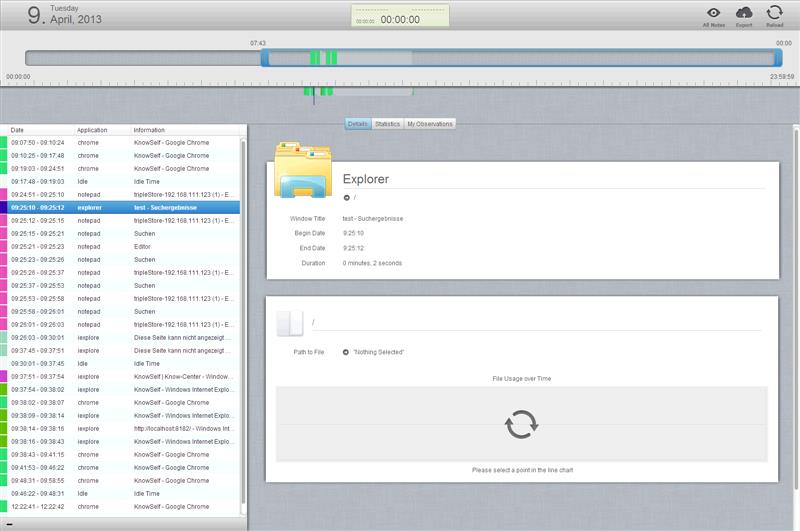 9. Tuesday
April, 2013
00:00:00 00:00:00
All Notes Export Reload
07:43 00:00
00:00:00 23:59:59
Details Statistics My Observations
Date Application Information
09:07:50 - 09:10:24 chrome KnowSelf - Google Chrome
09:10:25 - 09:17:48 chrome KnowSelf - Google Chrome
09:19:03 - 09:24:51 chrome KnowSelf - Google Chrome
09:17:48 - 09:19:03 Idle Idle Time
09:24:51 - 09:25:10 notepad tripleStore-192.168.111.123 (1) - E...
09:25:10 - 09:25:12 explorer test - Suchergebnisse
09:25:12 - 09:25:15 notepad tripleStore-192.168.111.123 (1) - E...
09:25:15 - 09:25:21 notepad Suchen
09:25:21 - 09:25:23 notepad Editor
09:25:23 - 09:25:26 notepad Suchen
09:25:26 - 09:25:37 notepad tripleStore-192.168.111.123 (1) - E...
09:25:37 - 09:25:53 notepad Suchen
09:25:53 - 09:25:58 notepad tripleStore-192.168.111.123 (1) - E...
09:25:58 - 09:26:01 notepad Suchen
09:26:01 - 09:26:03 notepad tripleStore-192.168.111.123 (1) - E...
09:26:03 - 09:30:01 iexplore Diese Seite kann nicht angezeigt ...
09:37:45 - 09:37:51 iexplore Diese Seite kann nicht angezeigt ...
09:30:01 - 09:37:45 Idle Idle Time
09:37:51 - 09:37:54 iexplore KnowSelf | Know-Center - Window...
09:37:54 - 09:38:02 iexplore KnowSelf - Windows Internet Explo...
09:38:02 - 09:38:07 chrome KnowSelf - Google Chrome
09:38:09 - 09:38:14 iexplore KnowSelf - Windows Internet Explo...
09:38:14 - 09:38:16 iexplore http://localhost:8182/ - Windows Int...
09:38:16 - 09:38:43 iexplore KnowSelf - Windows Internet Explo...
09:38:43 - 09:41:15 chrome KnowSelf - Google Chrome
09:41:53 - 09:46:22 chrome KnowSelf - Google Chrome
09:48:31 - 09:58:55 chrome KnowSelf - Google Chrome
09:46:22 - 09:48:31 Idle Idle Time
12:22:41 - 12:22:42 chrome KnowSelf - Google Chrome
Explorer
/
Window Title test - Suchergebnisse
Begin Date 9:25:10
End Date 9:25:12
Duration 0 minutes, 2 seconds
/
Path to File "Nothing Selected"
File Usage over Time
Please select a point in the line chart